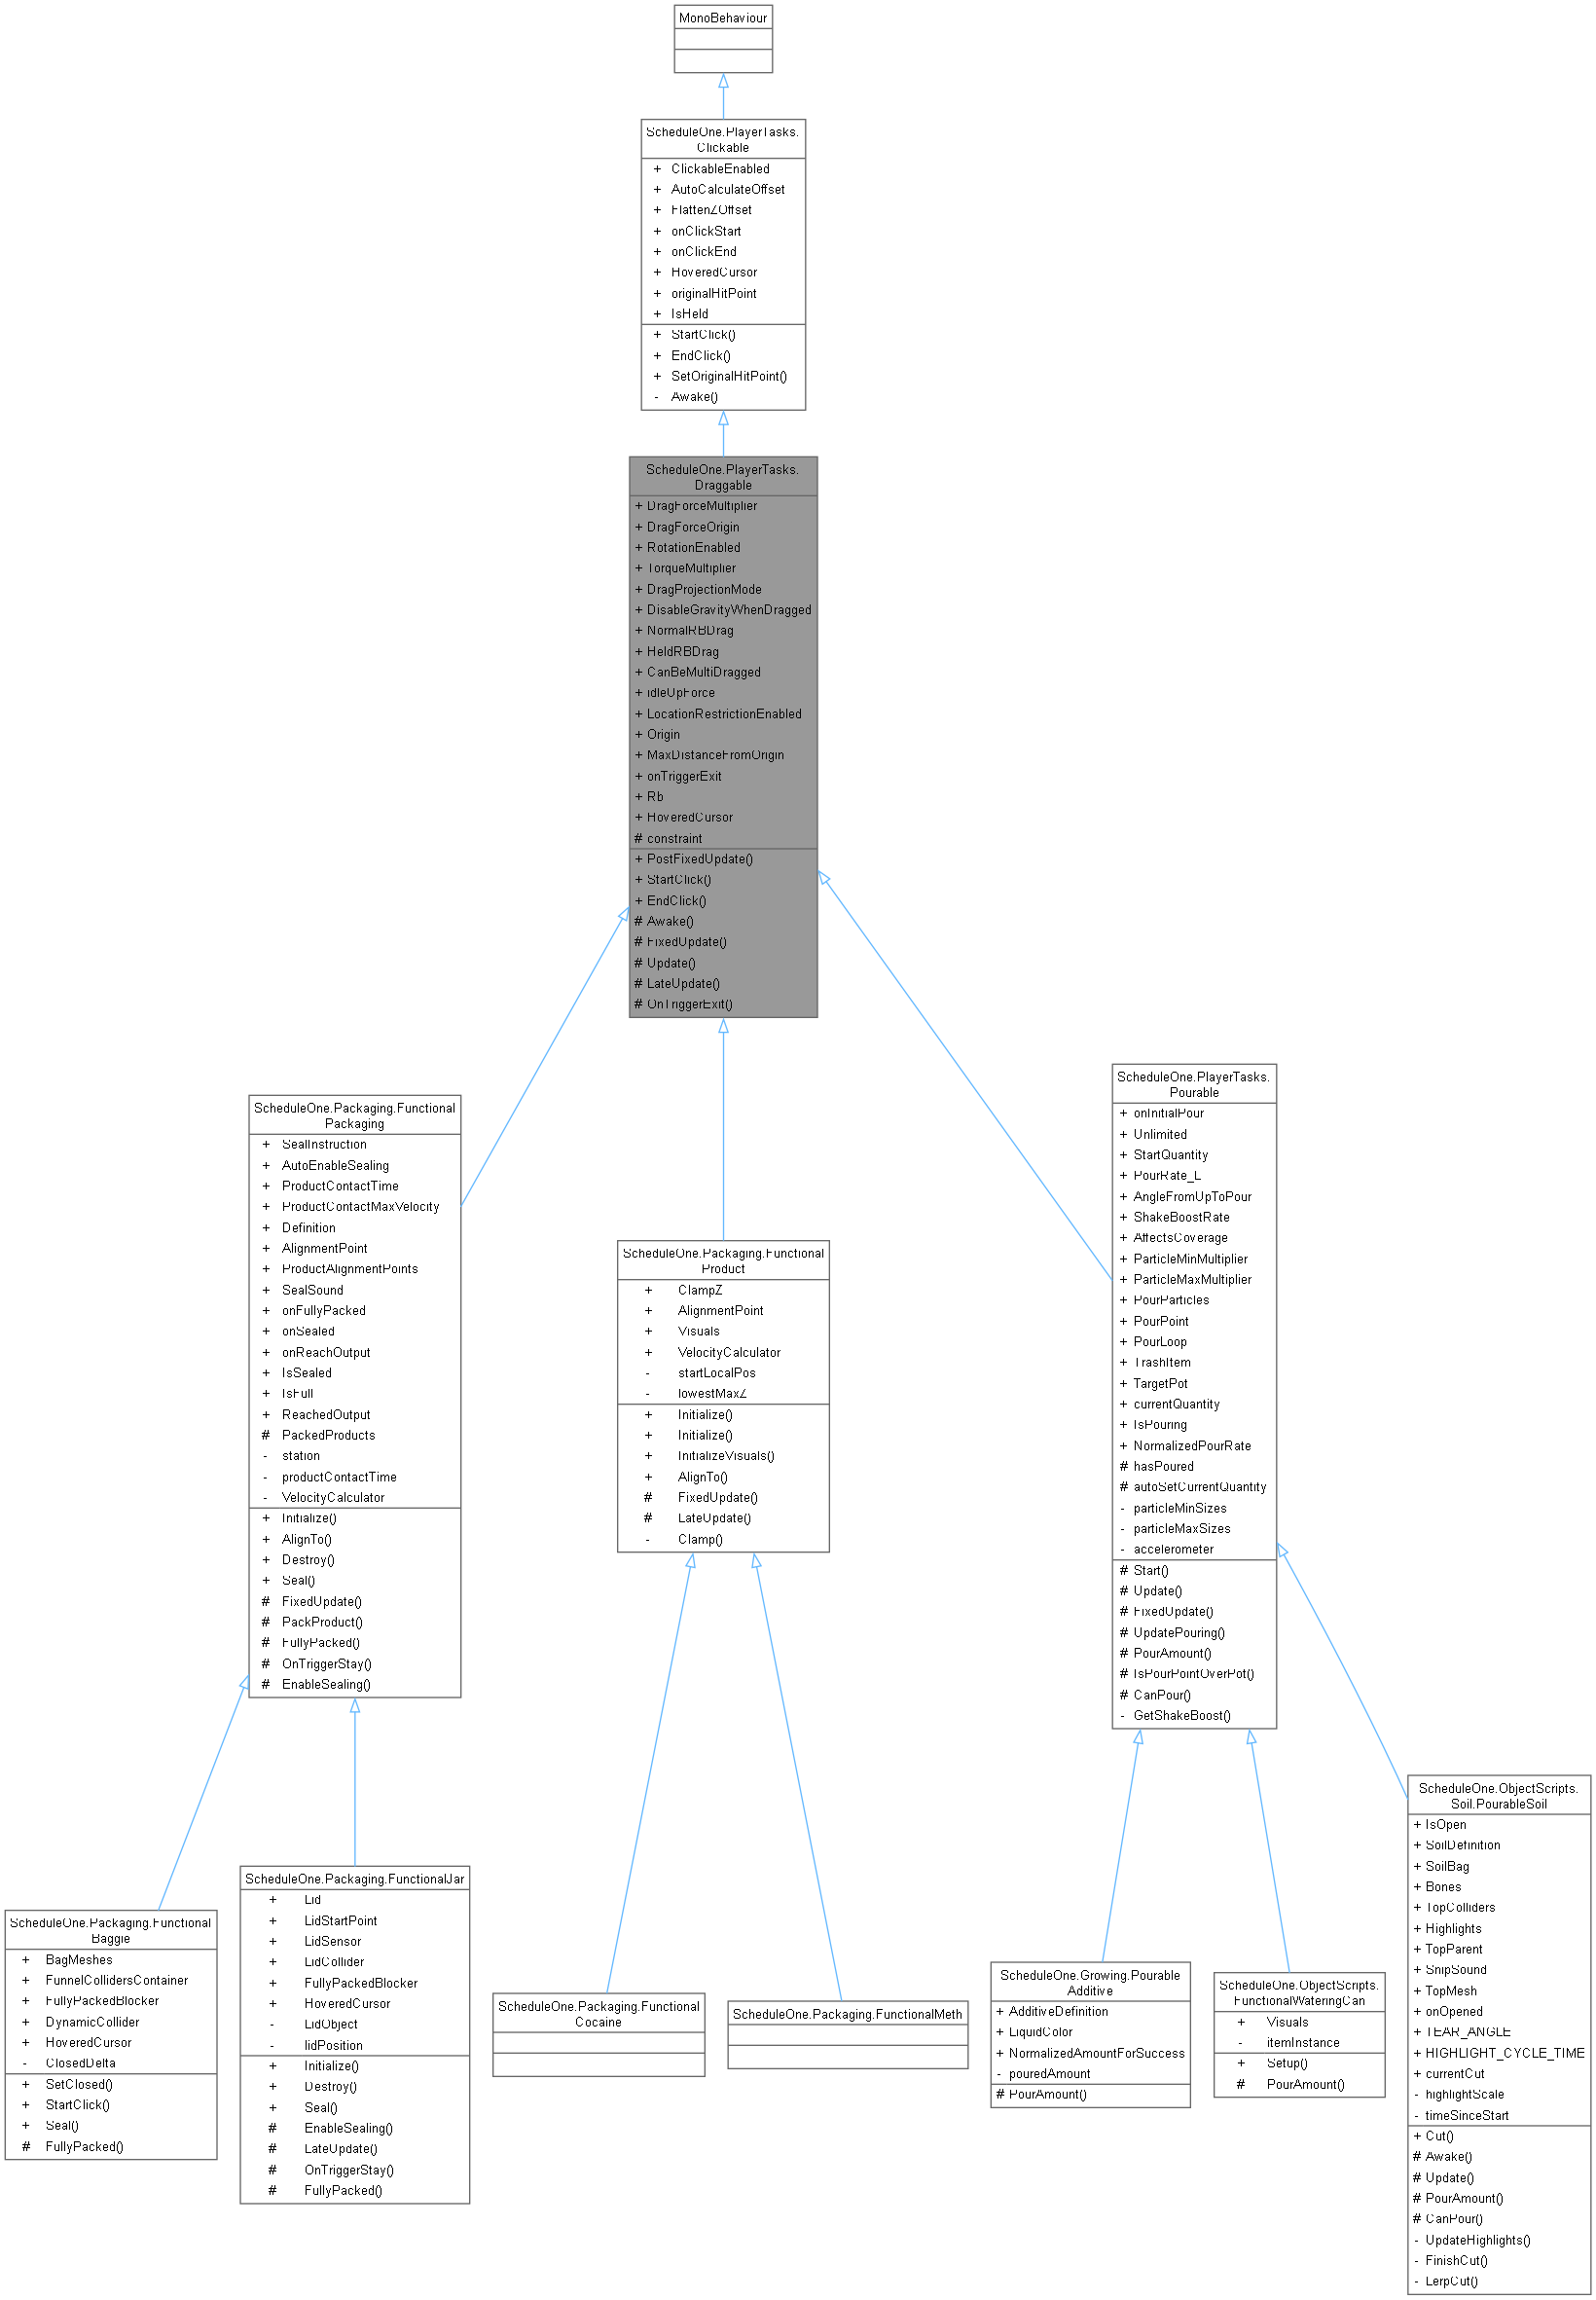 MonoBehaviour
ScheduleOne.PlayerTasks.
Clickable
+ ClickableEnabled
+ AutoCalculateOffset
+ FlattenZOffset
+ onClickStart
+ onClickEnd
+ HoveredCursor
+ originalHitPoint
+ IsHeld
+ StartClick()
+ EndClick()
+ SetOriginalHitPoint()
- Awake()
ScheduleOne.PlayerTasks.
Draggable
+ DragForceMultiplier
+ DragForceOrigin
+ RotationEnabled
+ TorqueMultiplier
+ DragProjectionMode
+ DisableGravityWhenDragged
+ NormalRBDrag
+ HeldRBDrag
+ CanBeMultiDragged
+ idleUpForce
+ LocationRestrictionEnabled
+ Origin
+ MaxDistanceFromOrigin
+ onTriggerExit
+ Rb
+ HoveredCursor
# constraint
+ PostFixedUpdate()
+ StartClick()
+ EndClick()
# Awake()
# FixedUpdate()
# Update()
# LateUpdate()
# OnTriggerExit()
ScheduleOne.Packaging.Functional
Packaging
+ SealInstruction
+ AutoEnableSealing
+ ProductContactTime
+ ProductContactMaxVelocity
+ Definition
+ AlignmentPoint
+ ProductAlignmentPoints
+ SealSound
+ onFullyPacked
+ onSealed
+ onReachOutput
+ IsSealed
+ IsFull
+ ReachedOutput
# PackedProducts
- station
- productContactTime
- VelocityCalculator
+ Initialize()
+ AlignTo()
+ Destroy()
+ Seal()
# FixedUpdate()
# PackProduct()
# FullyPacked()
# OnTriggerStay()
# EnableSealing()
ScheduleOne.Packaging.Functional
Product
+ ClampZ
+ AlignmentPoint
+ Visuals
+ VelocityCalculator
- startLocalPos
- lowestMaxZ
+ Initialize()
+ Initialize()
+ InitializeVisuals()
+ AlignTo()
# FixedUpdate()
# LateUpdate()
- Clamp()
ScheduleOne.PlayerTasks.
Pourable
+ onInitialPour
+ Unlimited
+ StartQuantity
+ PourRate_L
+ AngleFromUpToPour
+ ShakeBoostRate
+ AffectsCoverage
+ ParticleMinMultiplier
+ ParticleMaxMultiplier
+ PourParticles
+ PourPoint
+ PourLoop
+ TrashItem
+ TargetPot
+ currentQuantity
+ IsPouring
+ NormalizedPourRate
# hasPoured
# autoSetCurrentQuantity
- particleMinSizes
- particleMaxSizes
- accelerometer
# Start()
# Update()
# FixedUpdate()
# UpdatePouring()
# PourAmount()
# IsPourPointOverPot()
# CanPour()
- GetShakeBoost()
ScheduleOne.Packaging.Functional
Baggie
+ BagMeshes
+ FunnelCollidersContainer
+ FullyPackedBlocker
+ DynamicCollider
+ HoveredCursor
- ClosedDelta
+ SetClosed()
+ StartClick()
+ Seal()
# FullyPacked()
ScheduleOne.Packaging.FunctionalJar
+ Lid
+ LidStartPoint
+ LidSensor
+ LidCollider
+ FullyPackedBlocker
+ HoveredCursor
- LidObject
- lidPosition
+ Initialize()
+ Destroy()
+ Seal()
# EnableSealing()
# LateUpdate()
# OnTriggerStay()
# FullyPacked()
ScheduleOne.Packaging.Functional
Cocaine
ScheduleOne.Packaging.FunctionalMeth
ScheduleOne.Growing.Pourable
Additive
+ AdditiveDefinition
+ LiquidColor
+ NormalizedAmountForSuccess
- pouredAmount
# PourAmount()
ScheduleOne.ObjectScripts.
FunctionalWateringCan
+ Visuals
- itemInstance
+ Setup()
# PourAmount()
ScheduleOne.ObjectScripts.
Soil.PourableSoil
+ IsOpen
+ SoilDefinition
+ SoilBag
+ Bones
+ TopColliders
+ Highlights
+ TopParent
+ SnipSound
+ TopMesh
+ onOpened
+ TEAR_ANGLE
+ HIGHLIGHT_CYCLE_TIME
+ currentCut
- highlightScale
- timeSinceStart
+ Cut()
# Awake()
# Update()
# PourAmount()
# CanPour()
- UpdateHighlights()
- FinishCut()
- LerpCut()